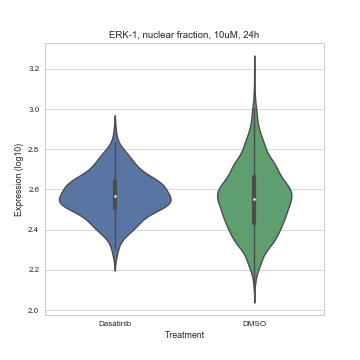 ERK-1, nuclear fraction, 10uM, 24h
3.2
3.0
2.8
2.6
2.4
2.2
2.0
Expression (log10)
Dasatinib
DMSO
Treatment